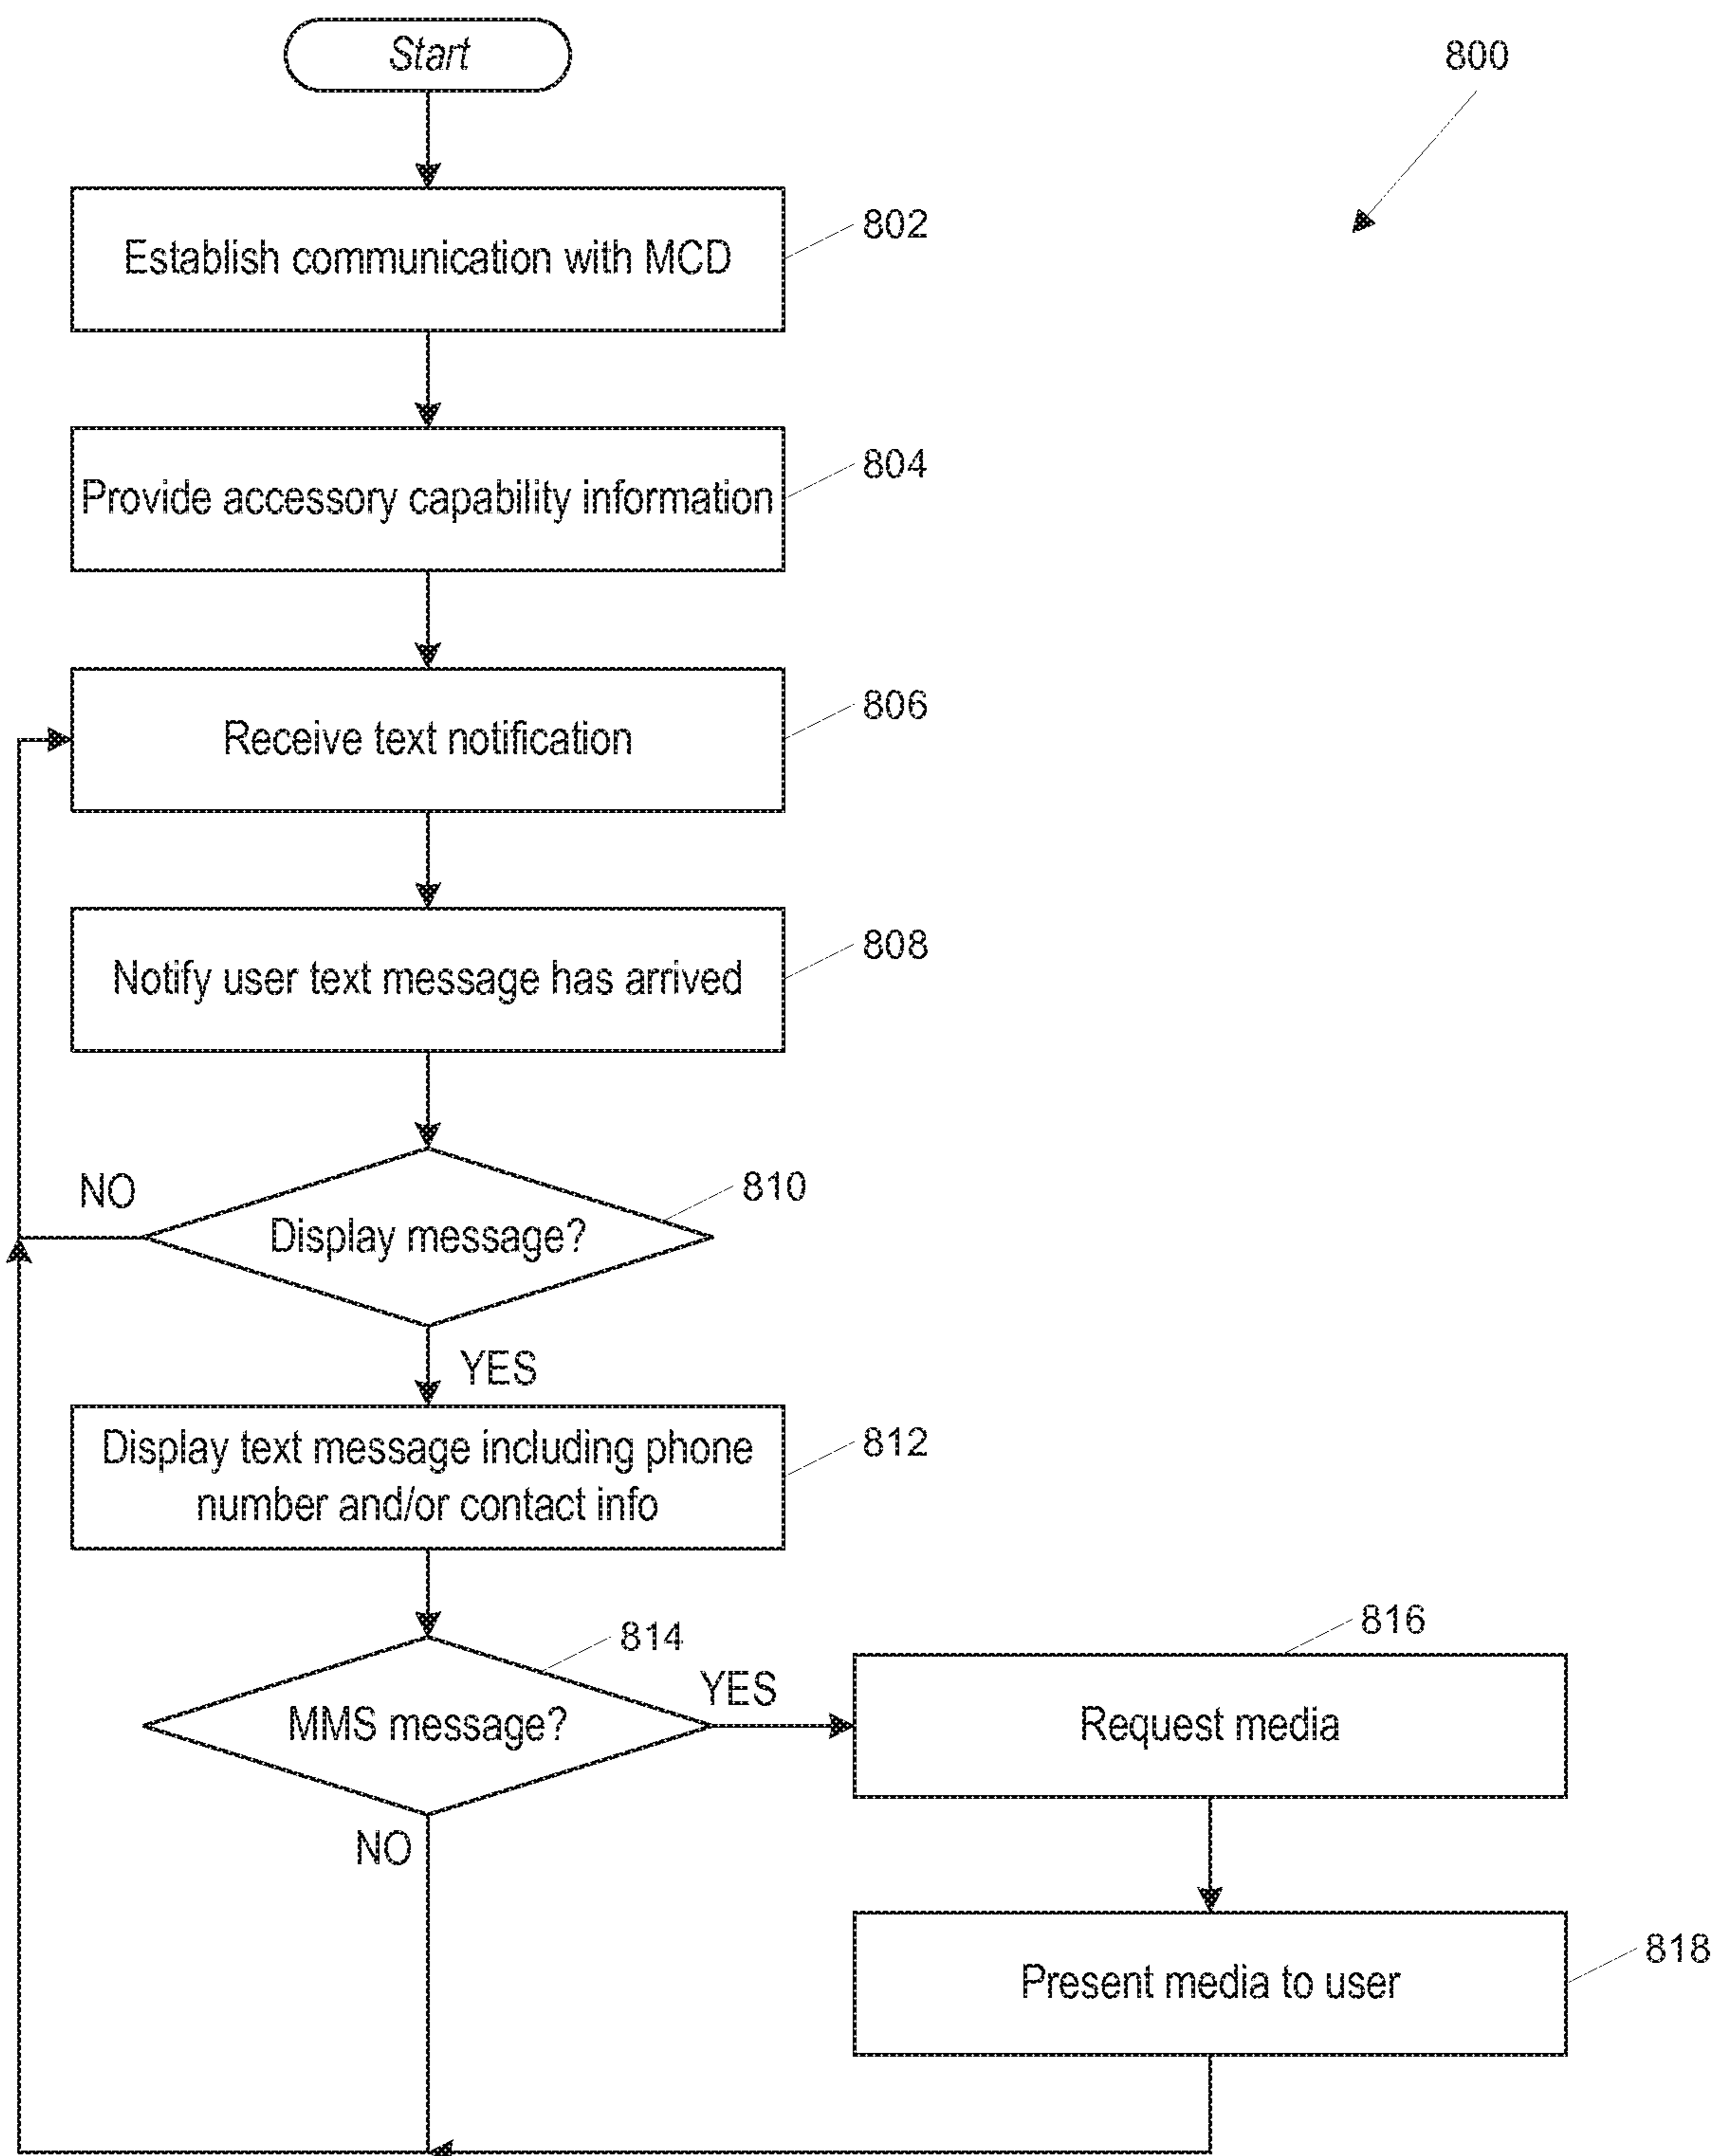 Start
800
Establish communication with MCD
802
Provide accessory capability information
804
Receive text notification
806
Notify user text message has arrived
808
NO
Display message?
810
YES
Display text message including phone
number and/or contact info
812
MMS message?
814
YES
816
Request media
NO
Present media to user
818